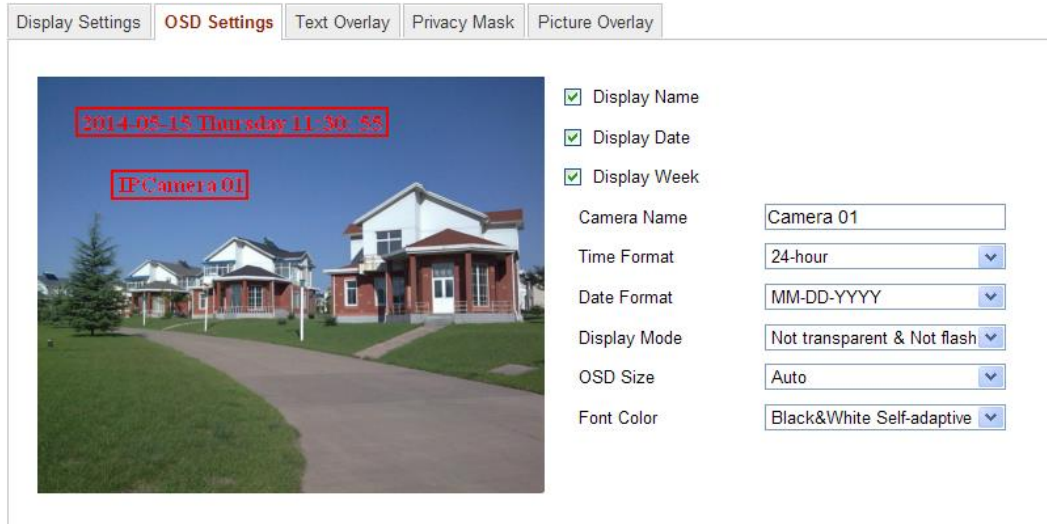 Display Settings OSD Settings Text Overlay Privacy Mask Picture Overlay
2014-05-15 Thursday 11:30: 55
IPCamera 01
Display Name
Display Date
Display Week
Camera Name Camera 01
Time Format 24-hour
Date Format MM-DD-YYYY
Display Mode Not transparent & Not flash
OSD Size Auto
Font Color Black&White Self-adaptive